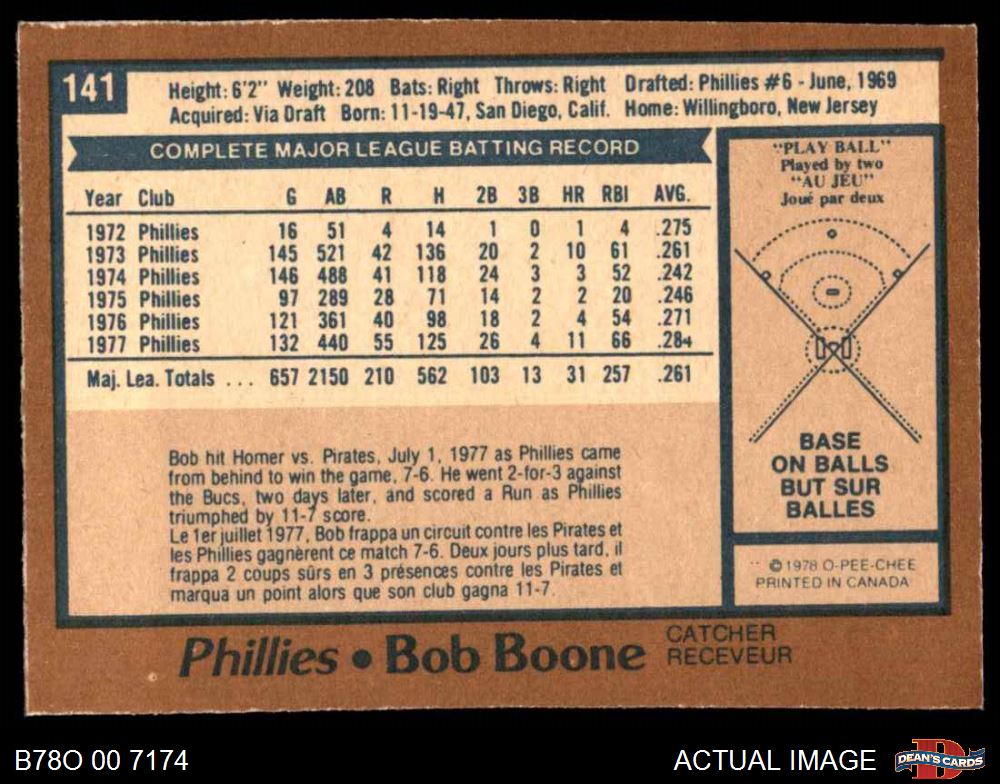 141
Height: 6'2" Weight: 208 Bats: Right Throws: Right Drafted: Phillies #6 - June, 1969
Acquired: Via Draft Born: 11-19-47, San Diego, Calif. Home: Willingboro, New Jersey
COMPLETE MAJOR LEAGUE BATTING RECORD
Year Club G AB R H 2B 3B HR RBI AVG.
1972 Phillies 16 51 4 14 1 0 1 4 .275
1973 Phillies 145 521 42 136 20 2 10 61 .261
1974 Phillies 146 488 41 118 24 3 3 52 .242
1975 Phillies 97 289 28 71 14 2 2 20 .246
1976 Phillies 121 361 40 98 18 2 4 54 .271
1977 Phillies 132 440 55 125 26 4 11 66 .284
Maj. Lea. Totals ... 657 2150 210 562 103 13 31 257 .261
Bob hit Homer vs. Pirates, July 1, 1977 as Phillies came
from behind to win the game, 7-6. He went 2-for-3 against
the Bucs, two days later, and scored a Run as Phillies
triumphed by 11-7 score.
Le 1er juillet 1977, Bob frappa un circuit contre les Pirates et
les Phillies gagnèrent ce match 7-6. Deux jours plus tard, il
frappa 2 coups sûrs en 3 présences contre les Pirates et
marqua un point alors que son club gagna 11-7.
"PLAY BALL"
Played by two
"AU JEU"
Joué par deux
BASE
ON BALLS
BUT SUR
BALLES
© 1978 O-PEE-CHEE
PRINTED IN CANADA
Phillies • Bob Boone
CATCHER
RECEVEUR
B78O 00 7174
ACTUAL IMAGE
DEAN'S CARDS